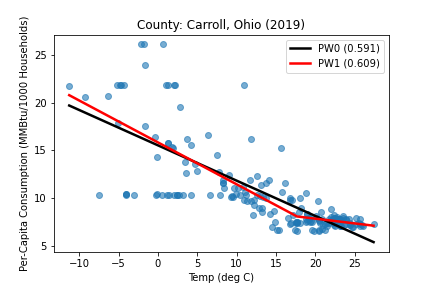 County: Carroll, Ohio (2019)
PW0 (0.591)
PW1 (0.609)
Per-Capita Consumption (MMBtu/1000 Households)
25
20
15
10
5
−10
−5
0
5
10
15
20
25
Temp (deg C)